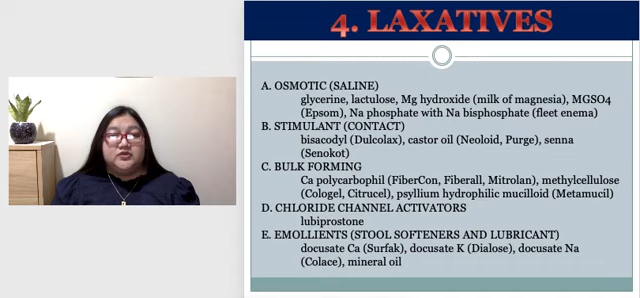 4. LAXATIVES
A. OSMOTIC (SALINE)
glycerine, lactulose, Mg hydroxide (milk of magnesia), MGSO4
(Epsom), Na phosphate with Na bisphosphate (fleet enema)
B. STIMULANT (CONTACT)
bisacodyl (Dulcolax), castor oil (Neoloid, Purge), senna
(Senokot)
C. BULK FORMING
Ca polycarbophil (FiberCon, Fiberall, Mitrolan), methylcellulose
(Cologel, Citrucel), psyllium hydrophilic mucilloid (Metamucil)
D. CHLORIDE CHANNEL ACTIVATORS
lubiprostone
E. EMOLLIENTS (STOOL SOFTENERS AND LUBRICANT)
docusate Ca (Surfak), docusate K (Dialose), docusate Na
(Colace), mineral oil